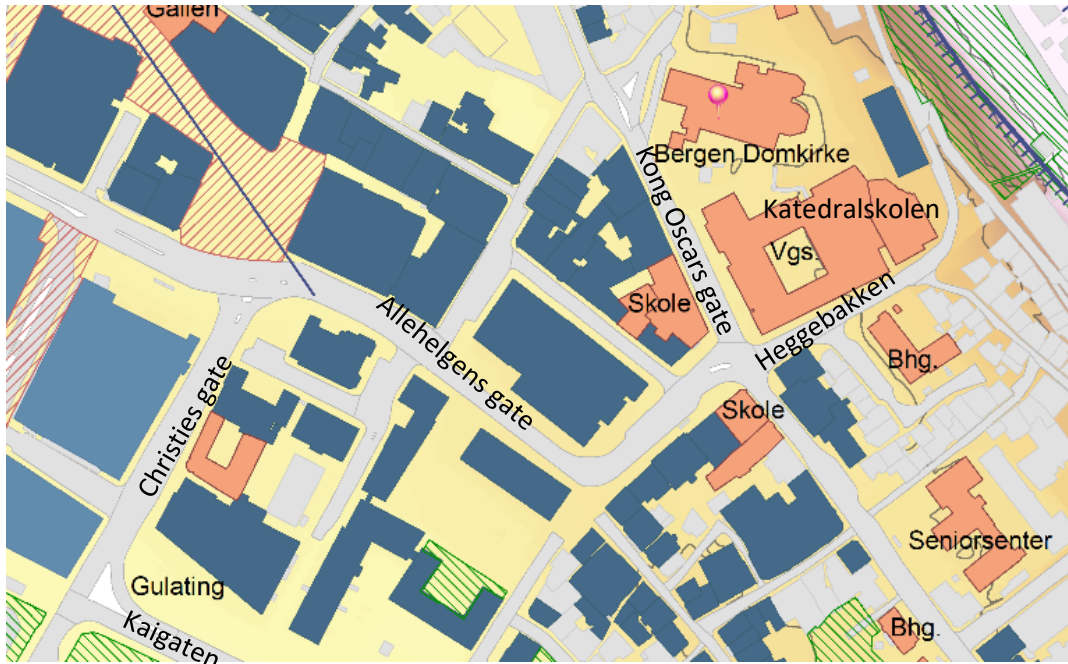 Galleri
Bergen Domkirke
Kong Oscars gate
Katedralskolen
Vgs.
Skole
Allehelgens gate
Heggebakken
Bhg.
Christies gate
Skole
Seniorsenter
Gulating
Kaigaten
Bhg.